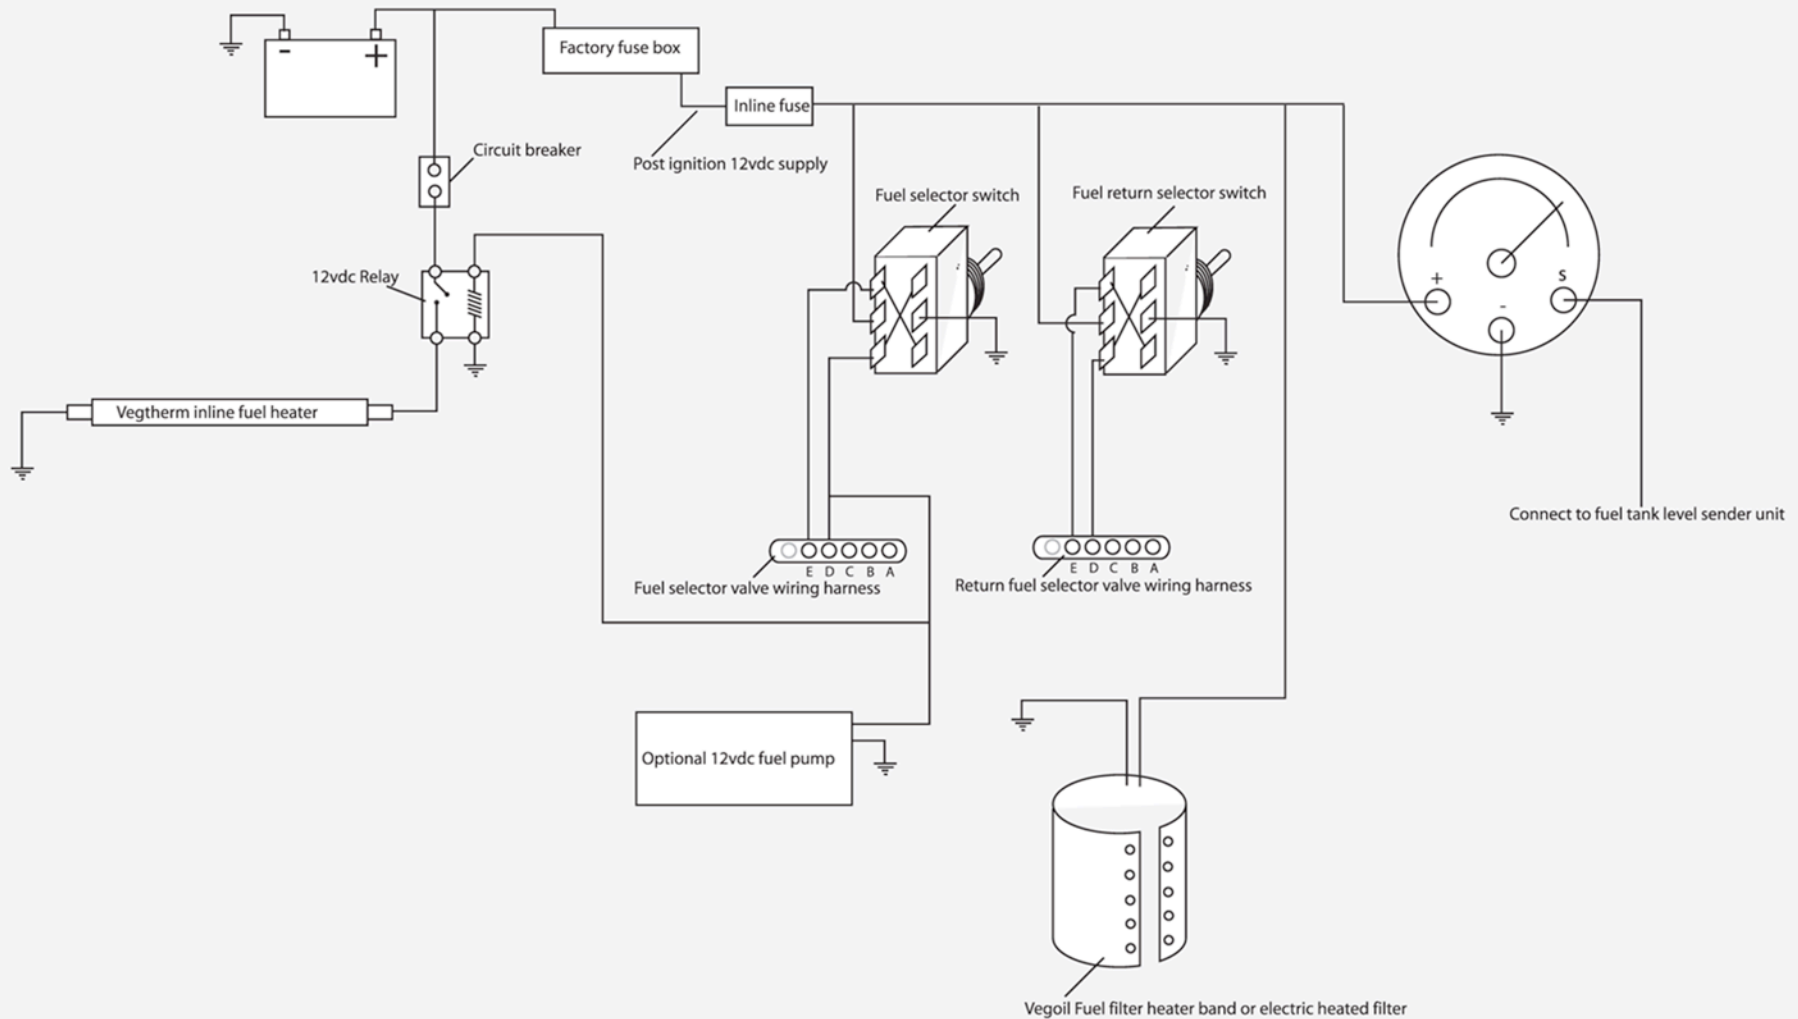 -
+
Factory fuse box
Inline fuse
Post ignition 12vdc supply
Circuit breaker
Fuel selector switch
Fuel return selector switch
12vdc Relay
+
-
S
Vegtherm inline fuel heater
Connect to fuel tank level sender unit
E D C B A
Fuel selector valve wiring harness
E D C B A
Return fuel selector valve wiring harness
Optional 12vdc fuel pump
Vegoil Fuel filter heater band or electric heated filter